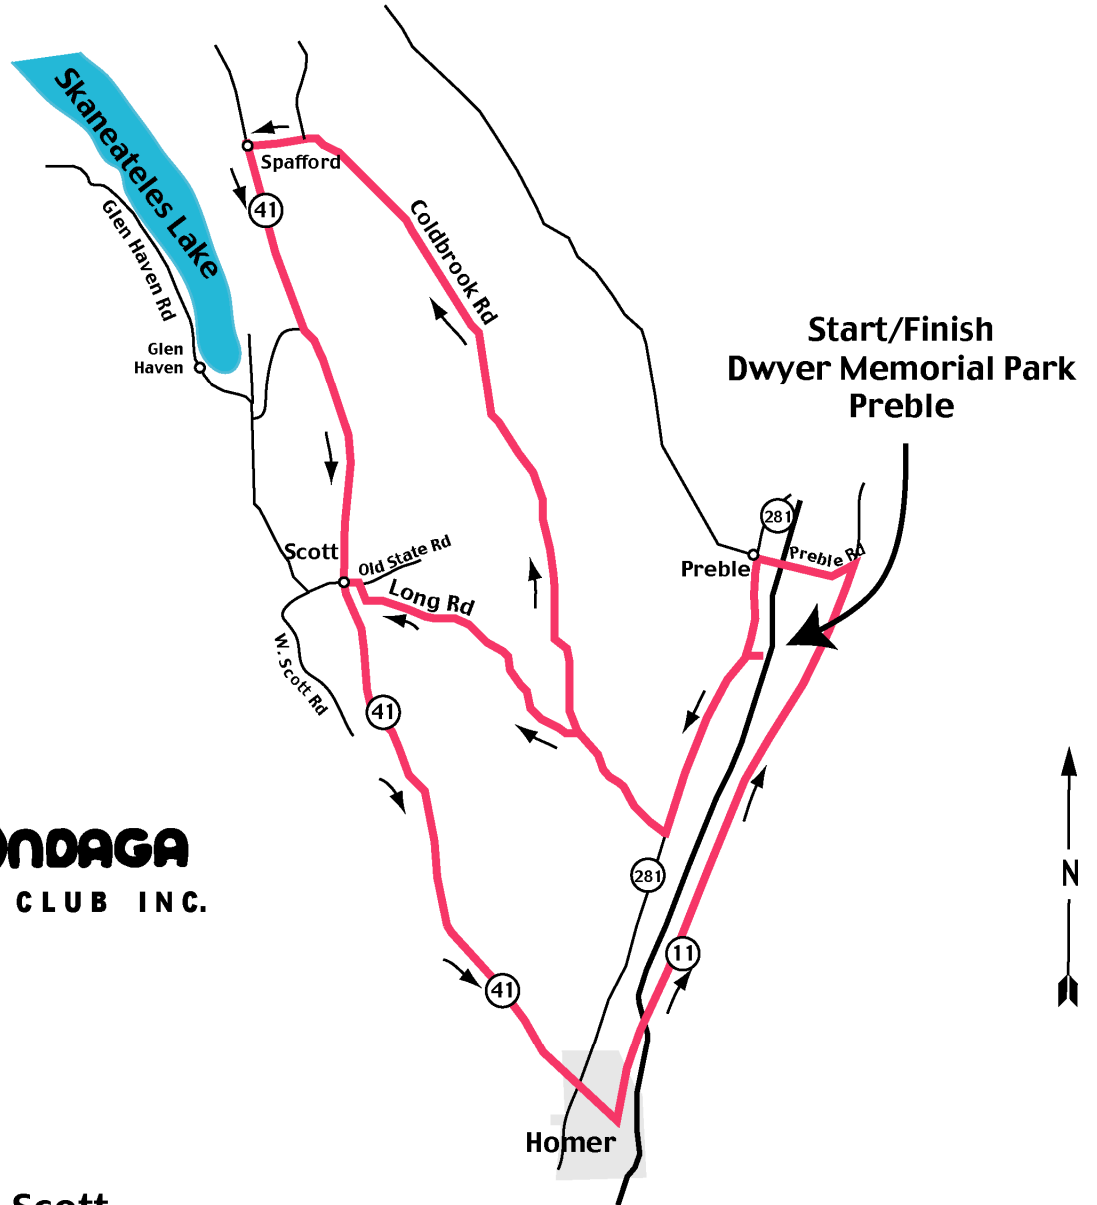 Skaneateles Lake
Spafford
41
Glen Haven Rd
Coldbrook Rd
Glen
Haven
Start/Finish
Dwyer Memorial Park
Preble
281
Preble Rd
Preble
Scott
Old State Rd
Long Rd
W. Scott Rd
41
281
11
41
N
NDAGA
CLUB INC.
Homer
Scott